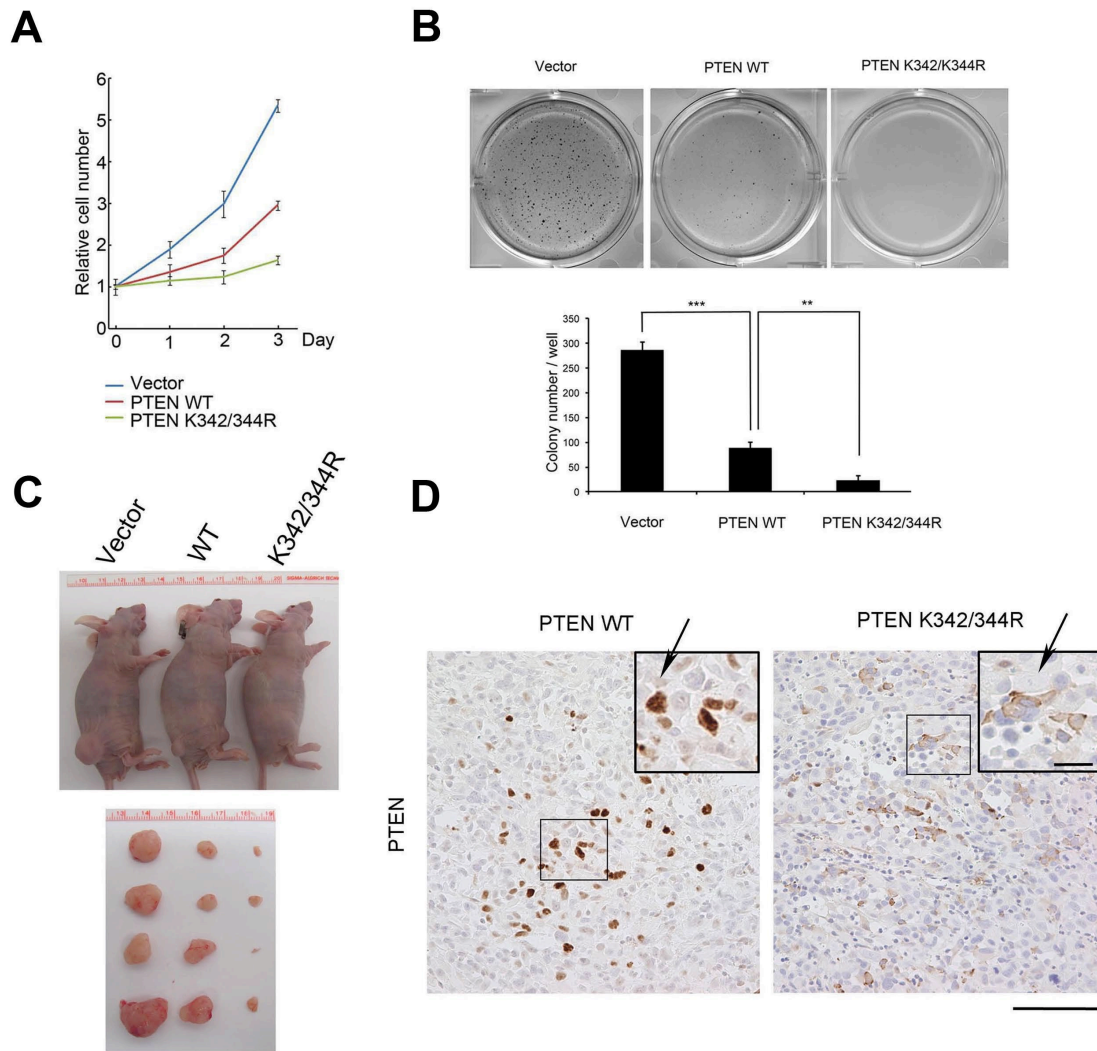 A
6
5
4
3
2
1
0
1
2
3
Day
Relative cell number
Vector
PTEN WT
PTEN K342/344R
B
Vector
PTEN WT
PTEN K342/K344R
***
**
350
300
250
200
150
100
50
0
Colony number / well
Vector
PTEN WT
PTEN K342/344R
C
Vector
WT
K342/344R
D
PTEN WT
PTEN K342/344R
PTEN